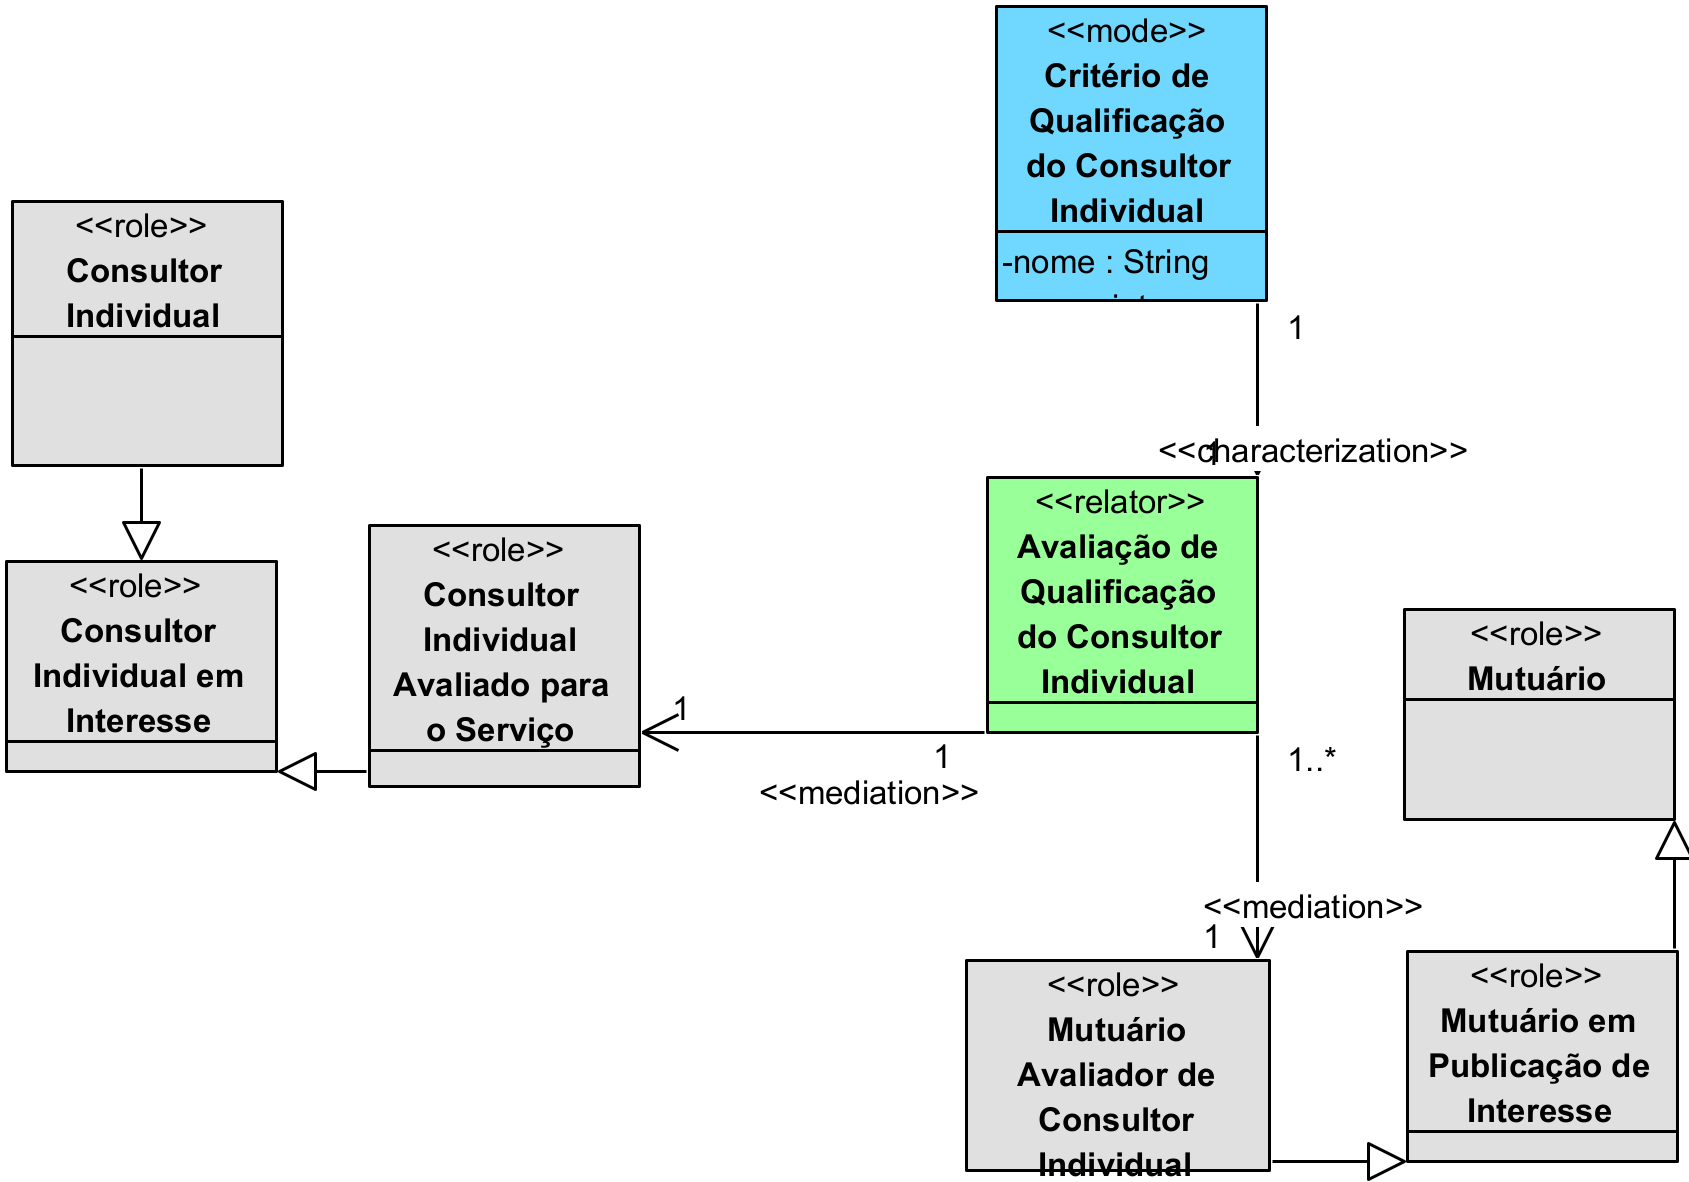 <<mode>>
Critério de
Qualificação
do Consultor
Individual
-nome : String
1
<<characterization>>
1
<<role>>
Consultor
Individual
<<role>>
Consultor
Individual em
Interesse
<<role>>
Consultor
Individual
Avaliado para
o Serviço
1
1
<<mediation>>
<<relator>>
Avaliação de
Qualificação
do Consultor
Individual
1..*
<<mediation>>
1
<<role>>
Mutuário
<<role>>
Mutuário
Avaliador de
Consultor
Individual
<<role>>
Mutuário em
Publicação de
Interesse